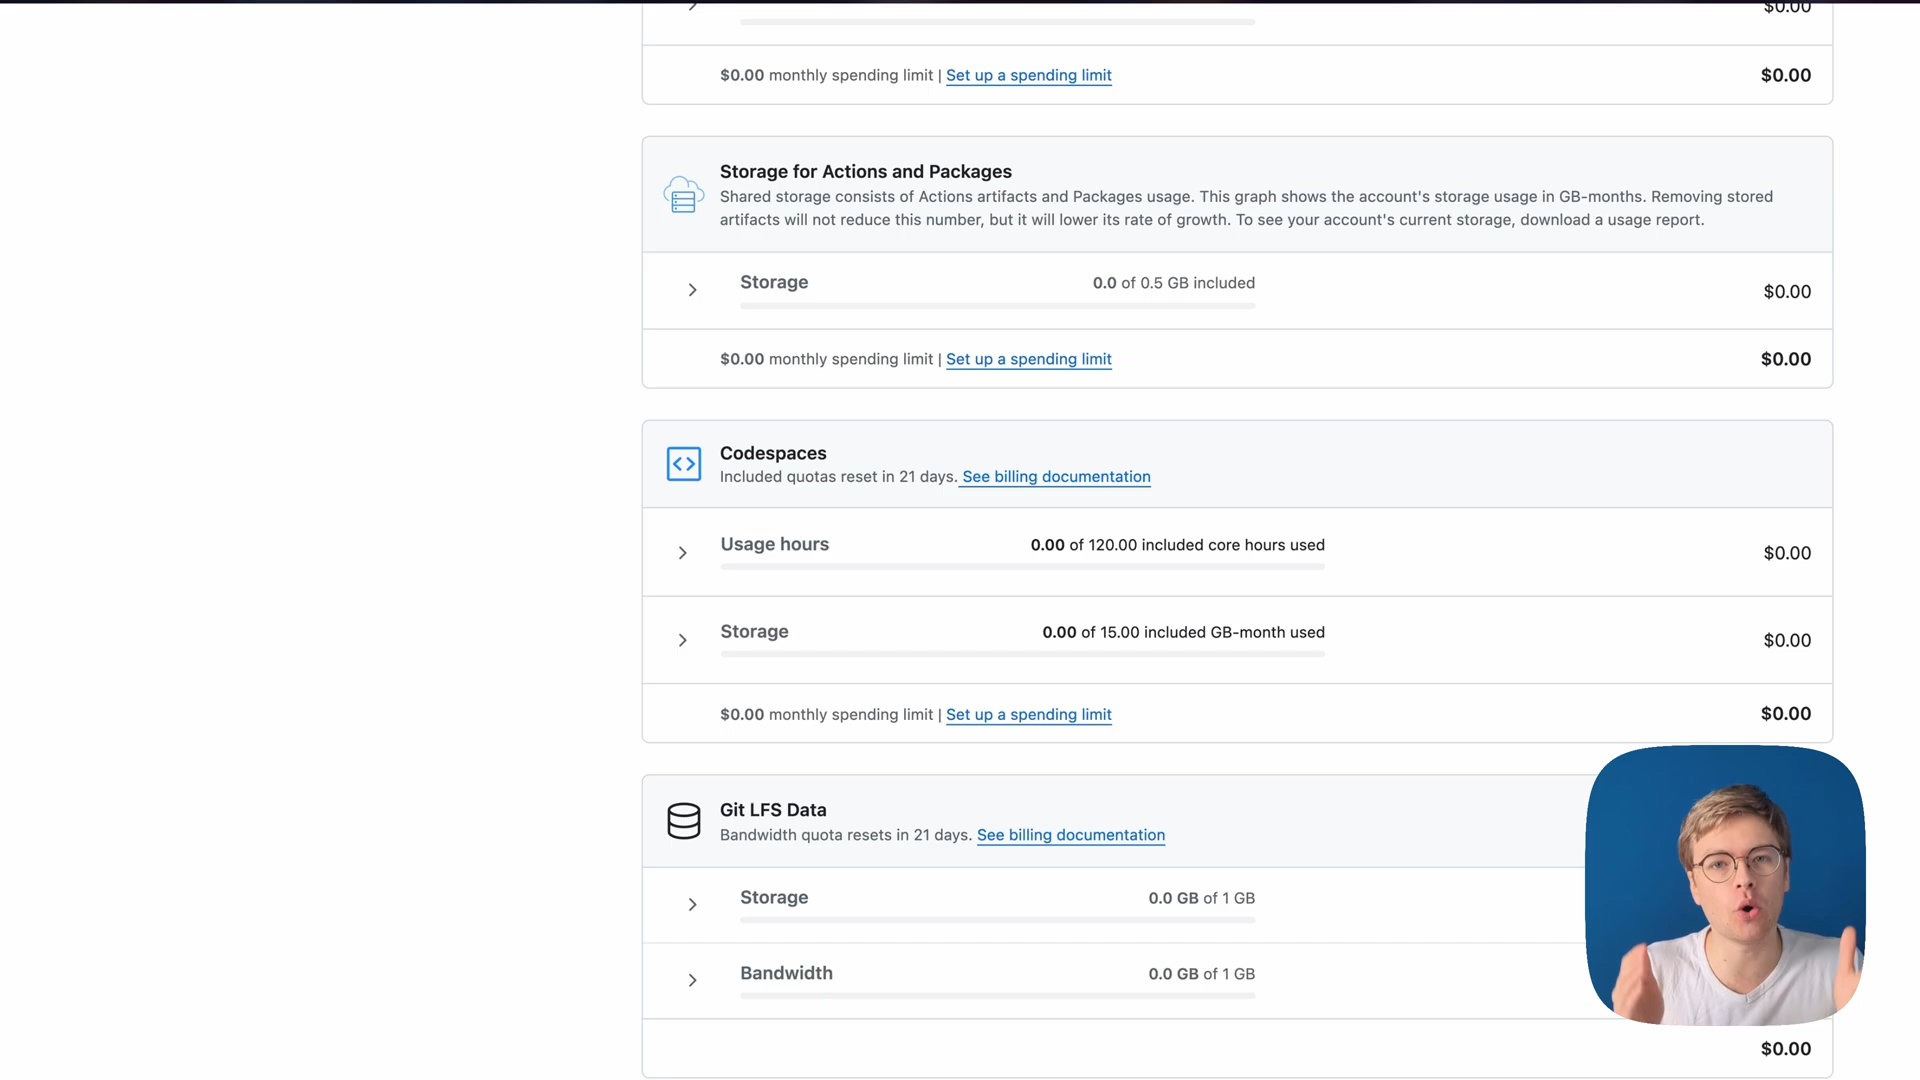 $0.00
$0.00 monthly spending limit | Set up a spending limit $0.00
Storage for Actions and Packages
Shared storage consists of Actions artifacts and Packages usage. This graph shows the account's storage usage in GB-months. Removing stored
artifacts will not reduce this number, but it will lower its rate of growth. To see your account's current storage, download a usage report.
Storage 0.0 of 0.5 GB included $0.00
$0.00 monthly spending limit | Set up a spending limit $0.00
Codespaces
Included quotas reset in 21 days. See billing documentation
Usage hours 0.00 of 120.00 included core hours used $0.00
Storage 0.00 of 15.00 included GB-month used $0.00
$0.00 monthly spending limit | Set up a spending limit $0.00
Git LFS Data
Bandwidth quota resets in 21 days. See billing documentation
Storage 0.0 GB of 1 GB
Bandwidth 0.0 GB of 1 GB
$0.00